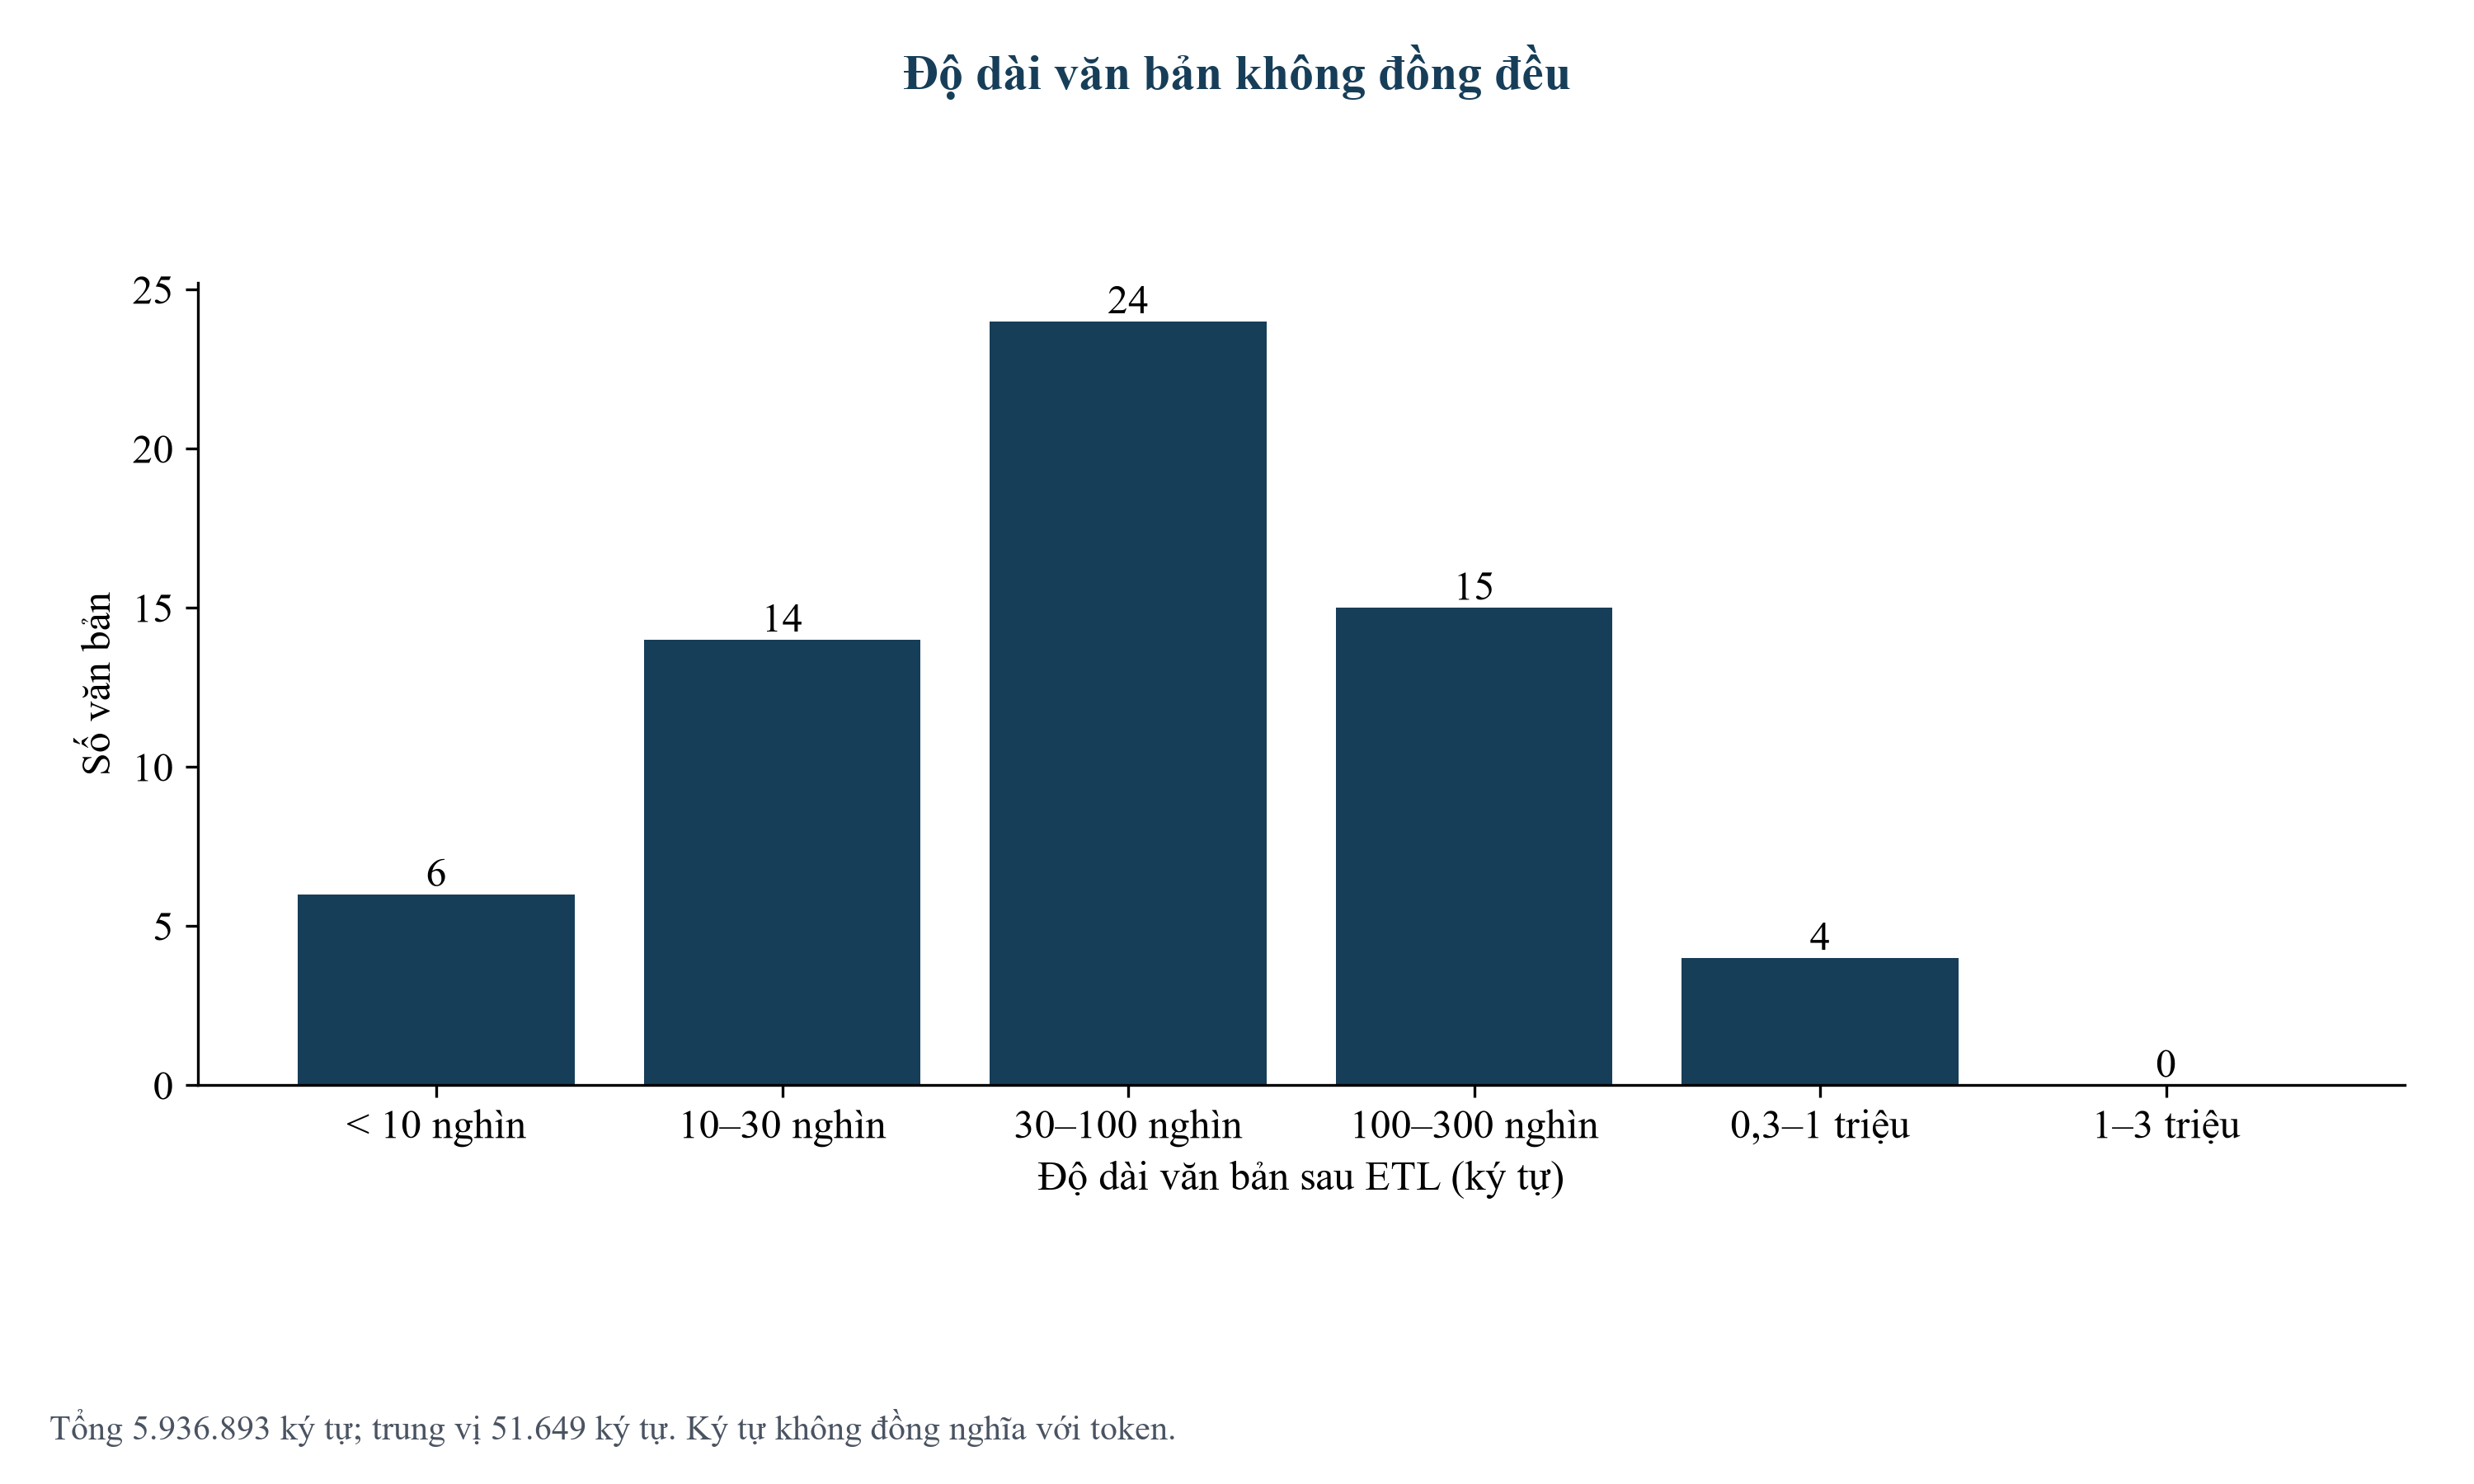 Độ dài văn bản không đồng đều
Số văn bản
25
20
15
10
5
0
6
14
24
15
4
0
< 10 nghìn
10–30 nghìn
30–100 nghìn
100–300 nghìn
0,3–1 triệu
1–3 triệu
Độ dài văn bản sau ETL (ký tự)
Tổng 5.936.893 ký tự; trung vị 51.649 ký tự. Ký tự không đồng nghĩa với token.